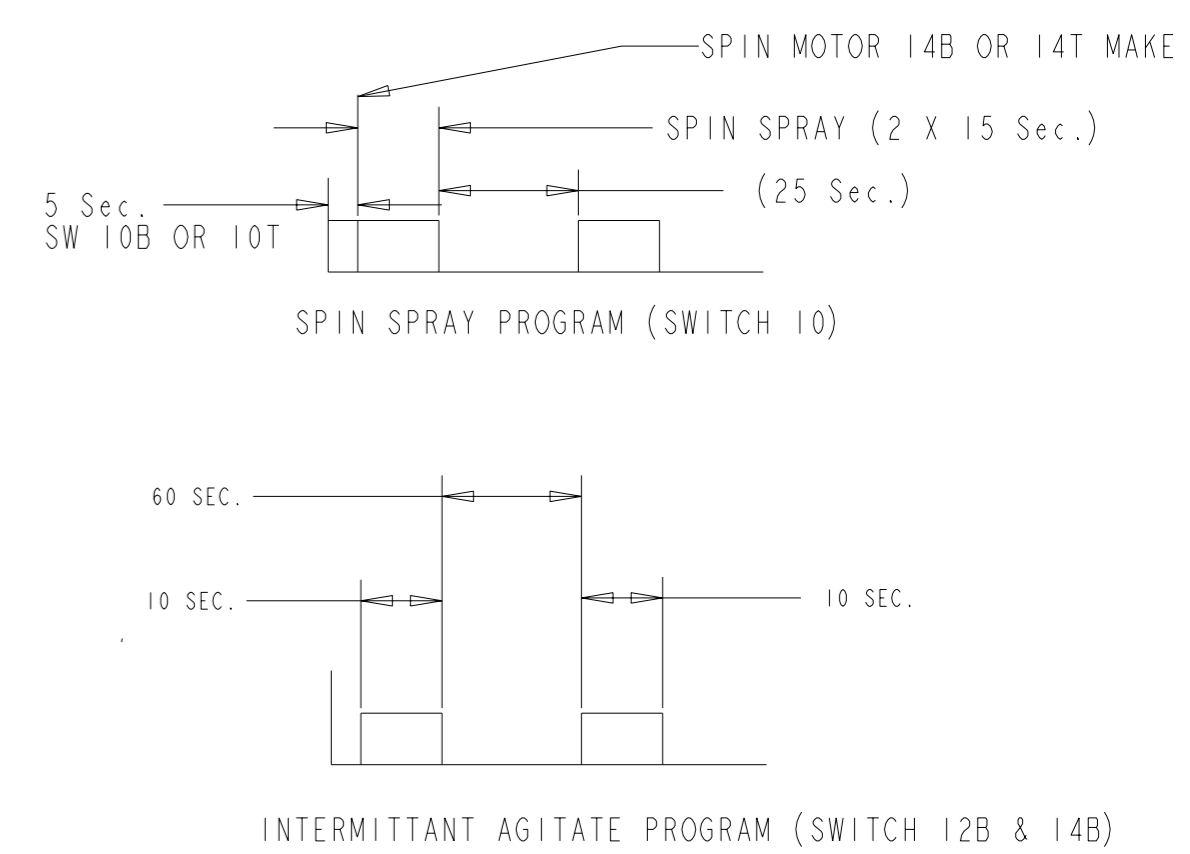 SPIN MOTOR 14B OR 14T MAKE
SPIN SPRAY (2 X 15 Sec.)
(25 Sec.)
5 Sec.
SW 10B OR 10T
SPIN SPRAY PROGRAM (SWITCH 10)
60 SEC.
10 SEC.
10 SEC.
INTERMITTANT AGITATE PROGRAM (SWITCH 12B & 14B)